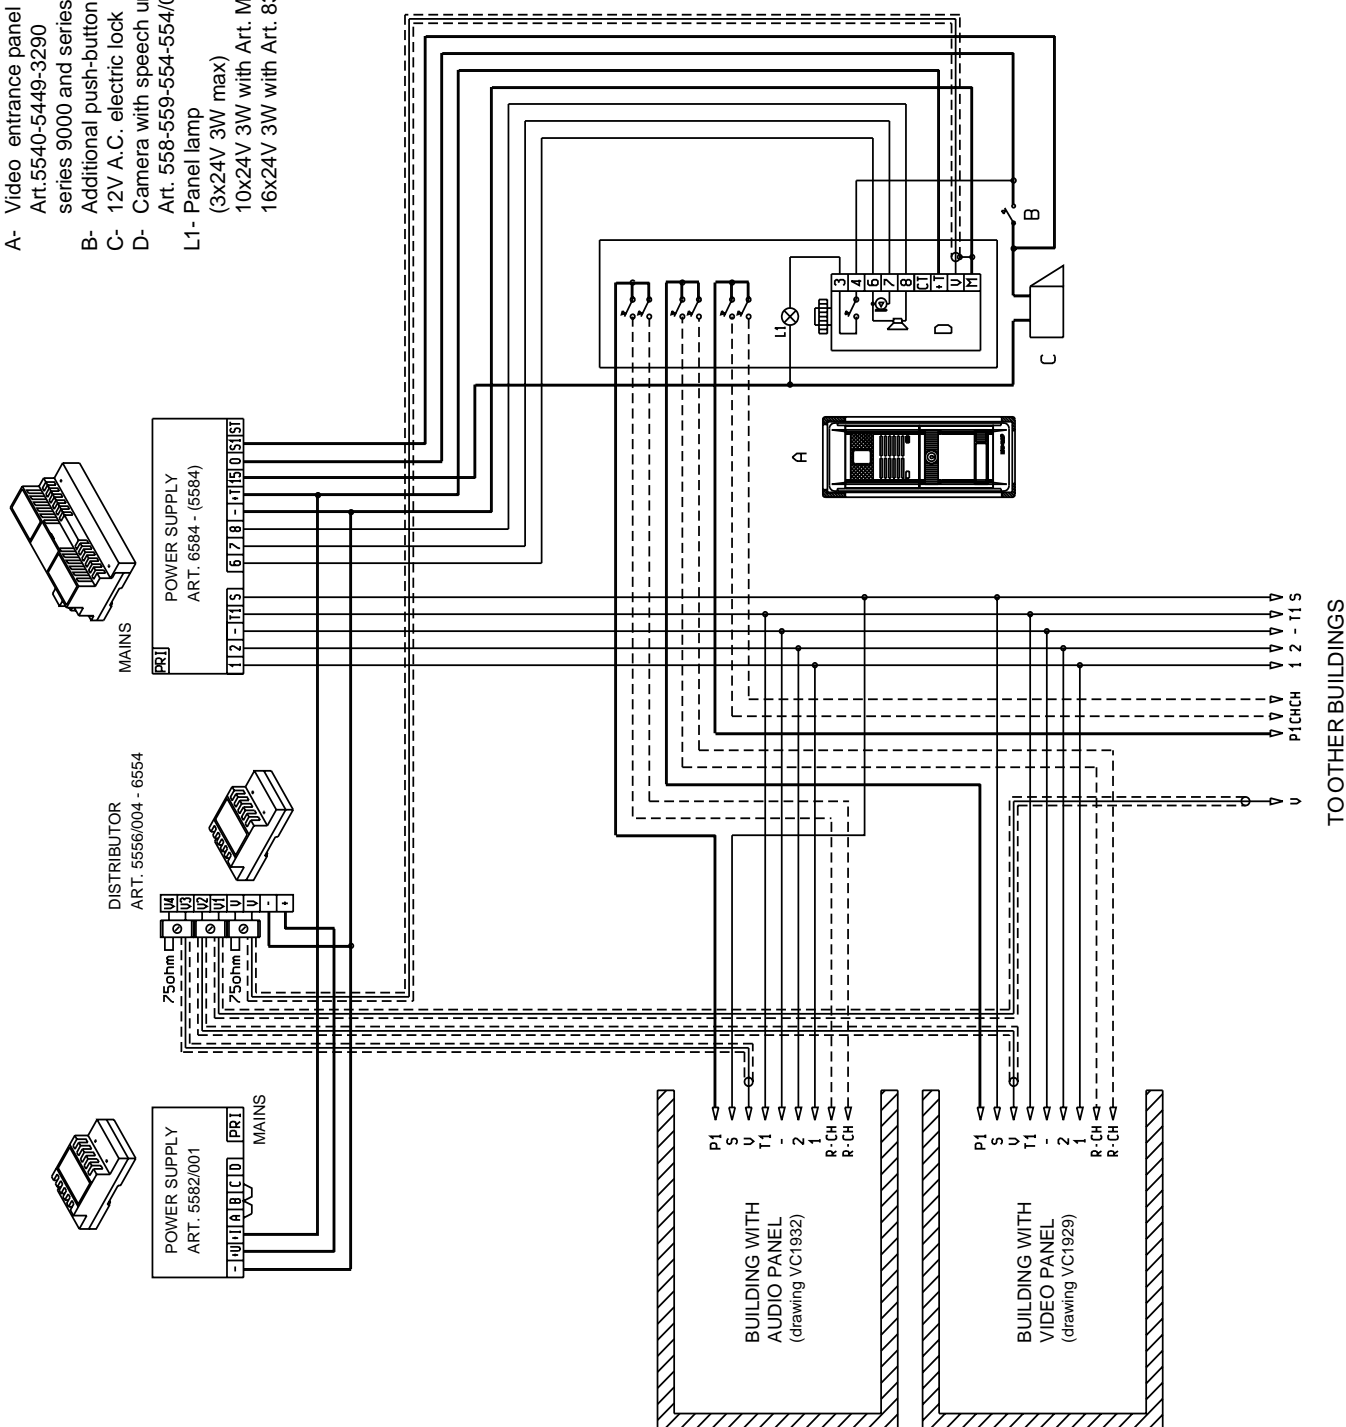 A- Video entrance panel
Art.5540-5449-3290
series 9000 and series
B- Additional push-button
C- 12V A.C. electric lock
D- Camera with speech
Art. 558-559-554-554/
L1- Panel lamp
(3x24V 3W max)
10x24V 3W with Art.
16x24V 3W with Art.
MAINS
POWER SUPPLY
ART. 6584 - (5584)
PRI
1 2 - T1 S
6 7 8 - +T 15 0 S1 ST
DISTRIBUTOR
ART. 5556/004 - 6554
V4 V3 V2 V1 V V - +
75ohm
75ohm
POWER SUPPLY
ART. 5582/001
- +U +I A B C D
PRI
MAINS
3 4 6 7 8 CT +T V M
L1
A
B
C
D
P1
S
V
T1
-
2
1
R-CH
R-CH
BUILDING WITH
AUDIO PANEL
(drawing VC1932)
P1
S
V
T1
-
2
1
R-CH
R-CH
BUILDING WITH
VIDEO PANEL
(drawing VC1929)
V
P1 CH CH
1 2 - T1 S
TO OTHER BUILDINGS